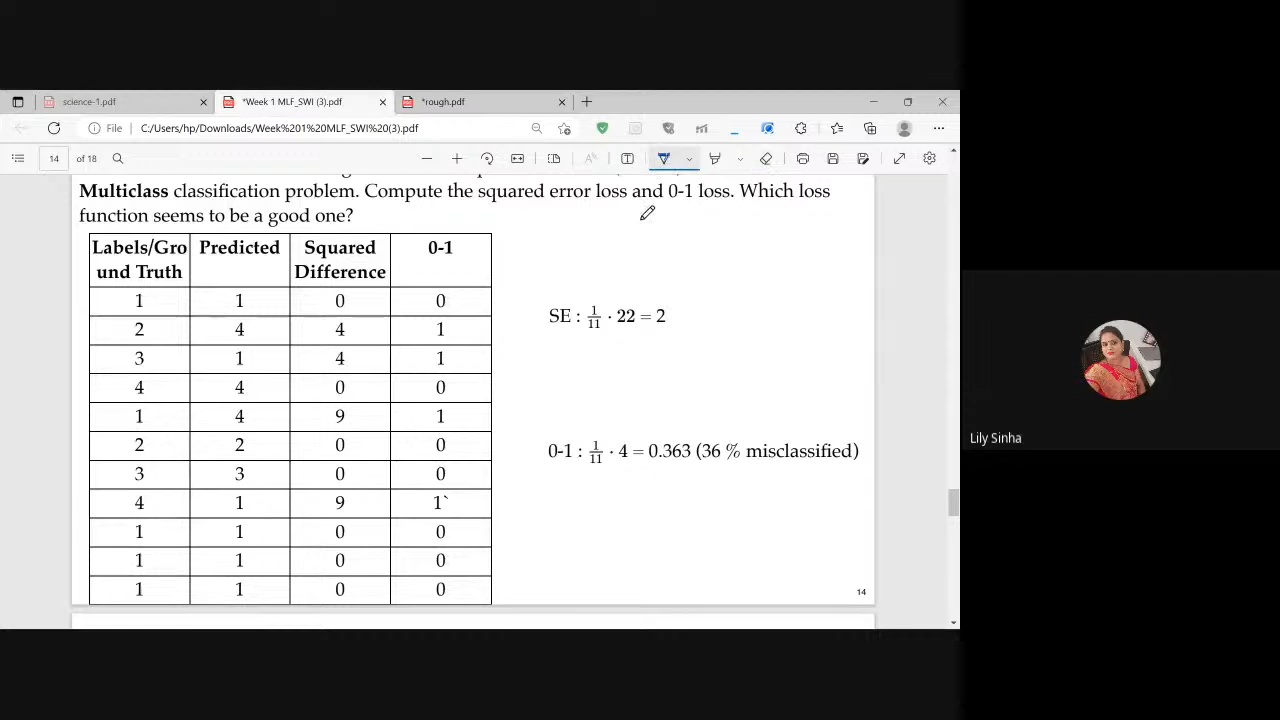 science-1.pdf
*Week 1 MLF_SWI (3).pdf
*rough.pdf
File
C:/Users/hp/Downloads/Week%201%20MLF_SWI%20(3).pdf
14 of 18
Multiclass classification problem. Compute the squared error loss and 0-1 loss. Which loss
function seems to be a good one?
Labels/Gro Predicted Squared 0-1
und Truth Difference
1 1 0 0
2 4 4 1
3 1 4 1
4 4 0 0
1 4 9 1
2 2 0 0
3 3 0 0
4 1 9 1`
1 1 0 0
1 1 0 0
1 1 0 0
SE : 1/11 · 22 = 2
0-1 : 1/11 · 4 = 0.363 (36 % misclassified)
14
Lily Sinha